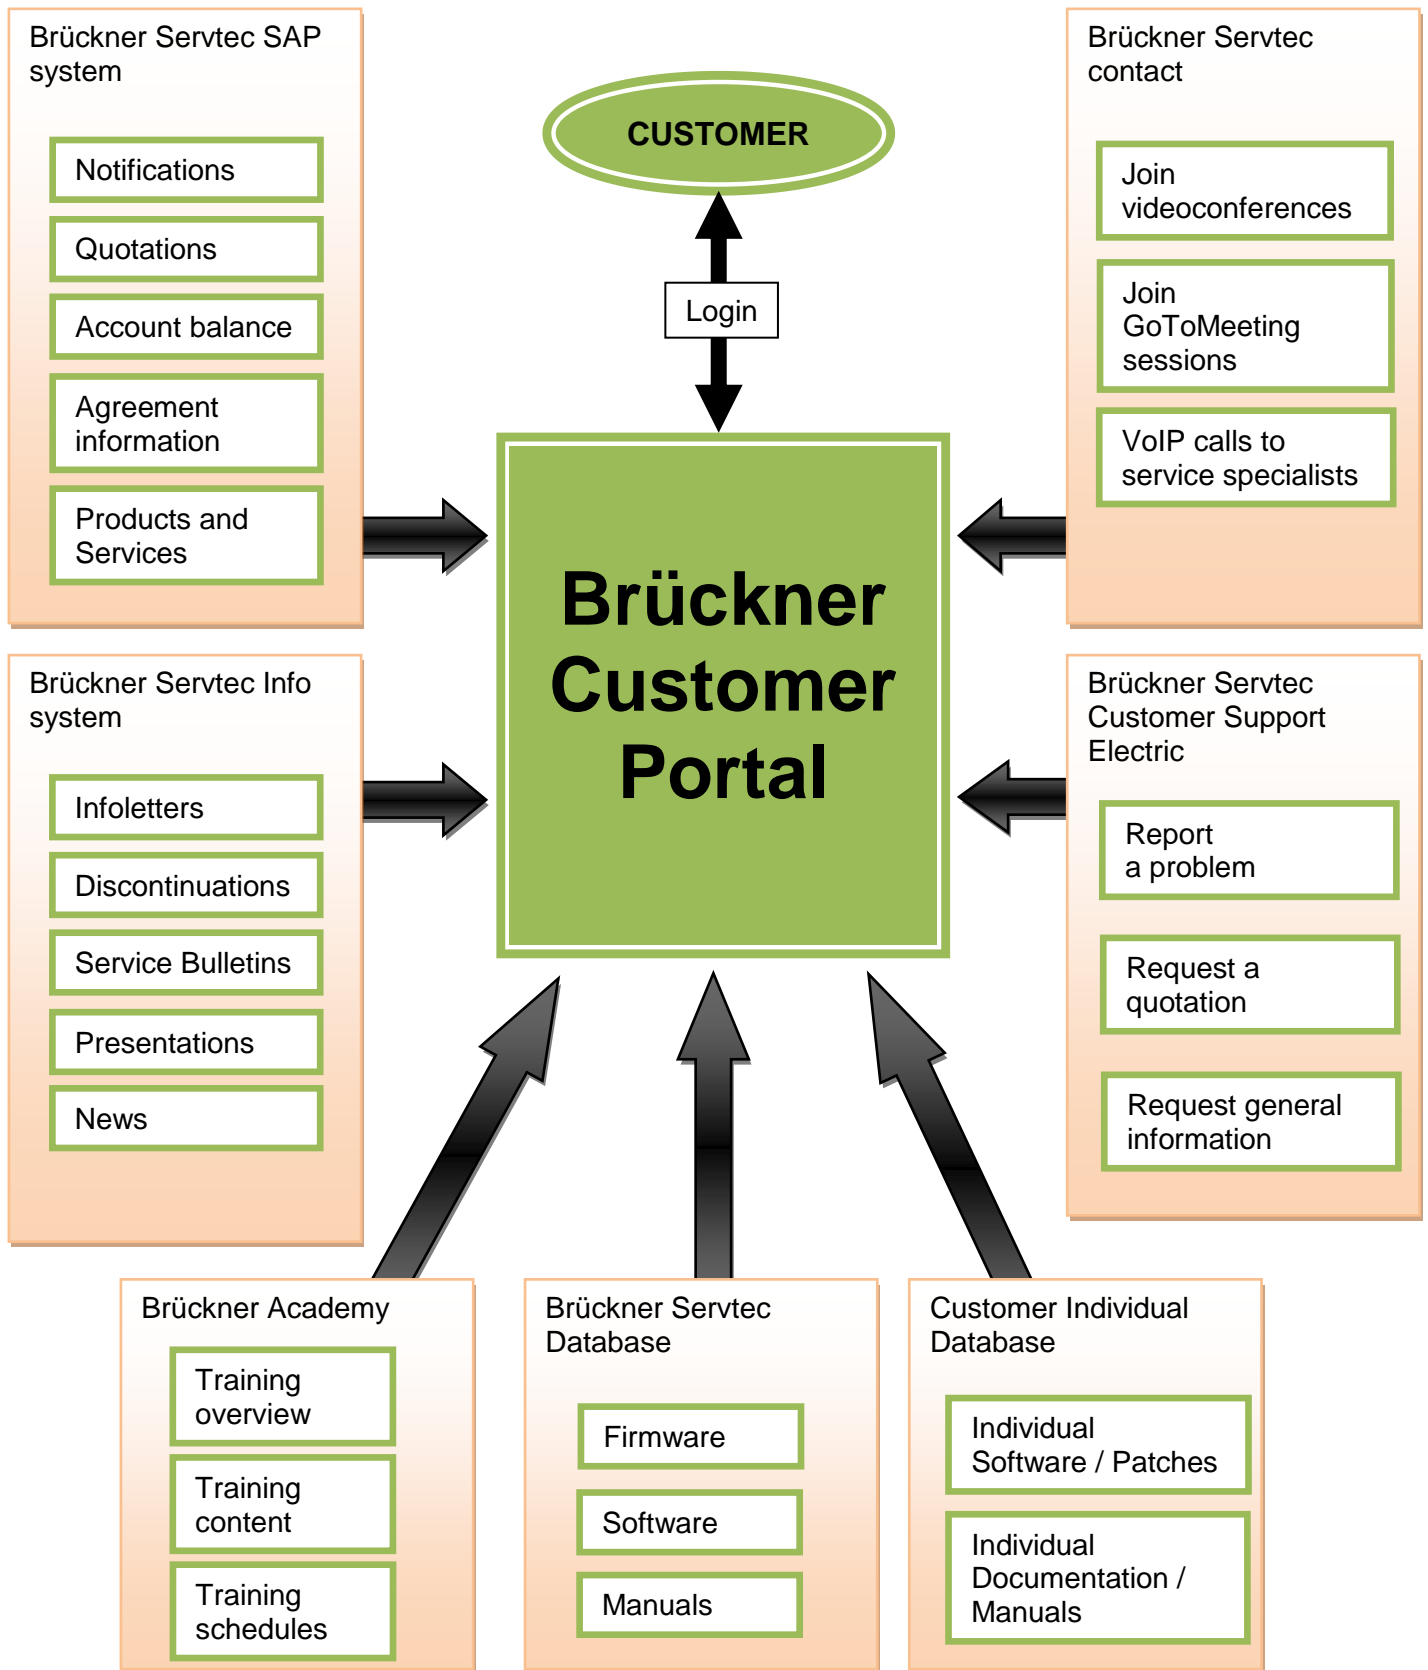 Brückner Servtec SAP
system
Notifications
Quotations
Account balance
Agreement
information
Products and
Services
CUSTOMER
Login
Brückner
Customer
Portal
Brückner Servtec
contact
Join
videoconferences
Join
GoToMeeting
sessions
VoIP calls to
service specialists
Brückner Servtec Info
system
Infoletters
Discontinuations
Service Bulletins
Presentations
News
Brückner Servtec
Customer Support
Electric
Report
a problem
Request a
quotation
Request general
information
Brückner Academy
Training
overview
Training
content
Training
schedules
Brückner Servtec
Database
Firmware
Software
Manuals
Customer Individual
Database
Individual
Software / Patches
Individual
Documentation /
Manuals